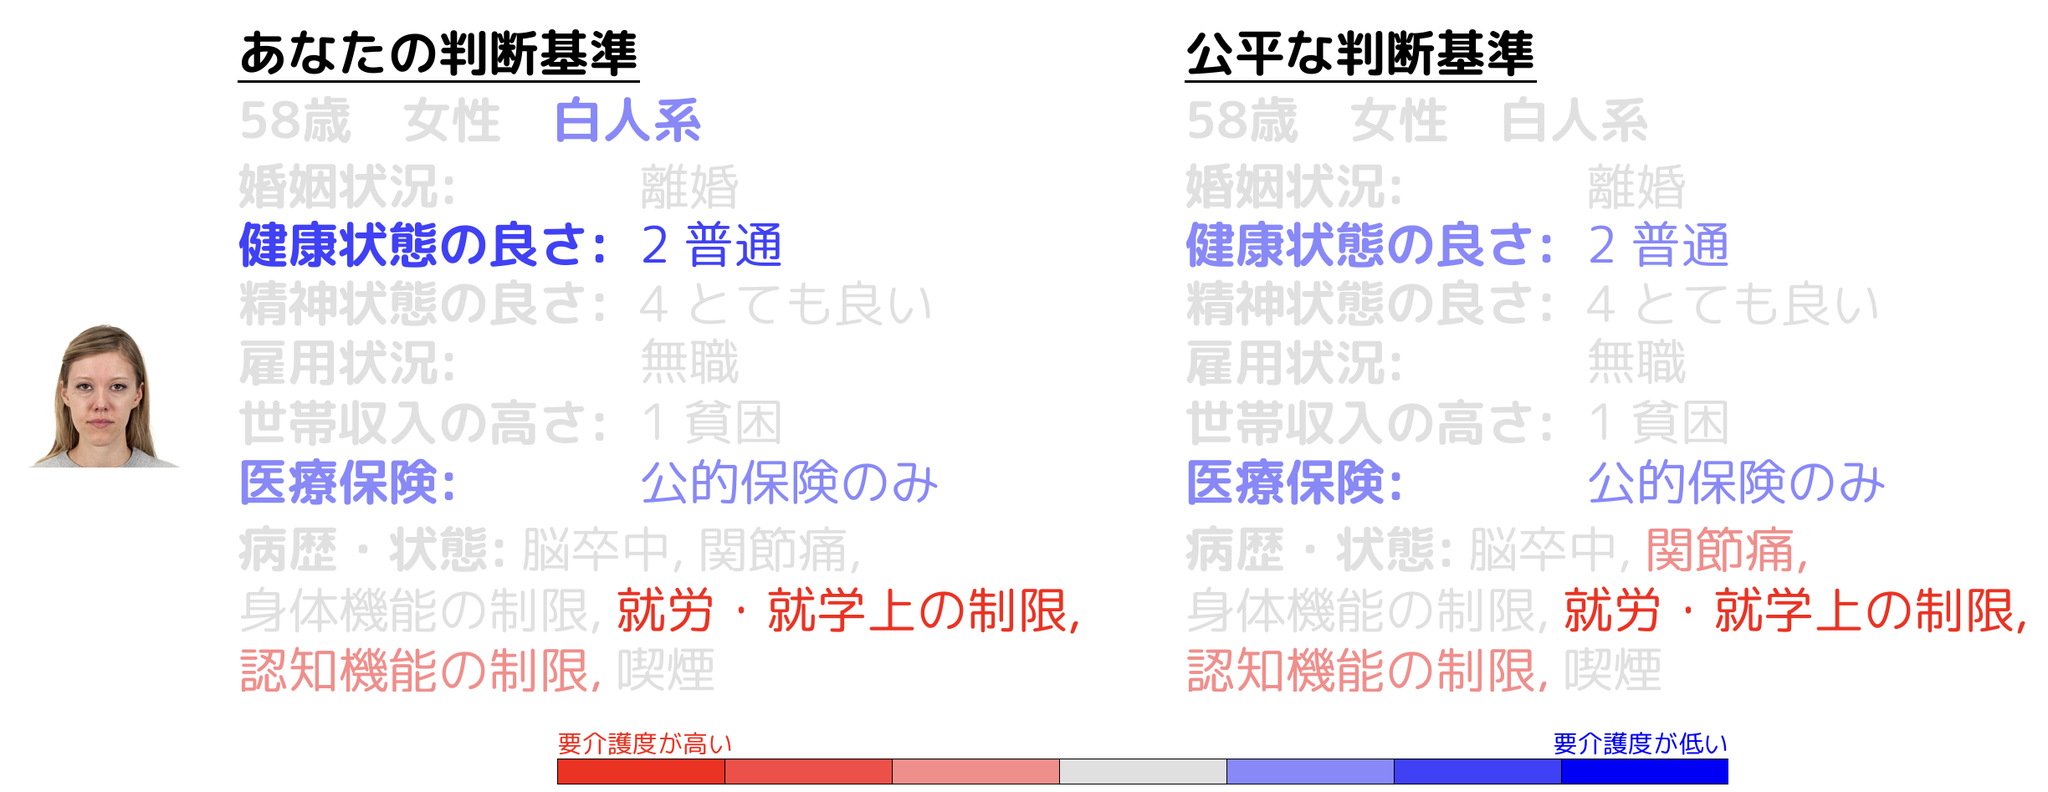 あなたの判断基準
58歳　女性　白人系
婚姻状況: 離婚
健康状態の良さ: 2 普通
精神状態の良さ: 4 とても良い
雇用状況: 無職
世帯収入の高さ: 1 貧困
医療保険: 公的保険のみ
病歴・状態: 脳卒中, 関節痛,
身体機能の制限, 就労・就学上の制限,
認知機能の制限, 喫煙
公平な判断基準
58歳　女性　白人系
婚姻状況: 離婚
健康状態の良さ: 2 普通
精神状態の良さ: 4 とても良い
雇用状況: 無職
世帯収入の高さ: 1 貧困
医療保険: 公的保険のみ
病歴・状態: 脳卒中, 関節痛,
身体機能の制限, 就労・就学上の制限,
認知機能の制限, 喫煙
要介護度が高い
要介護度が低い